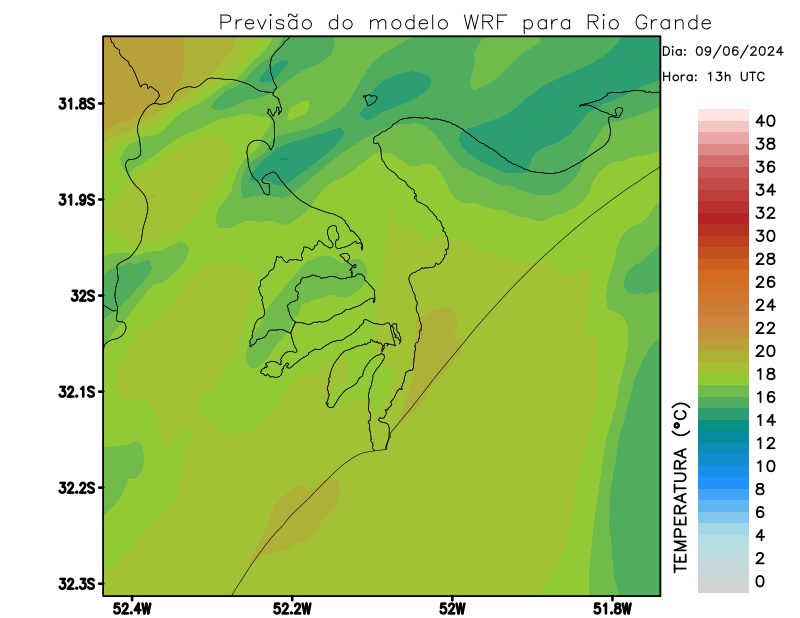 Previsão do modelo WRF para Rio Grande
Dia: 09/06/2024
Hora: 13h UTC
31.8S
31.9S
32S
32.1S
32.2S
32.3S
52.4W
52.2W
52W
51.8W
TEMPERATURA (°C)
40
38
36
34
32
30
28
26
24
22
20
18
16
14
12
10
8
6
4
2
0